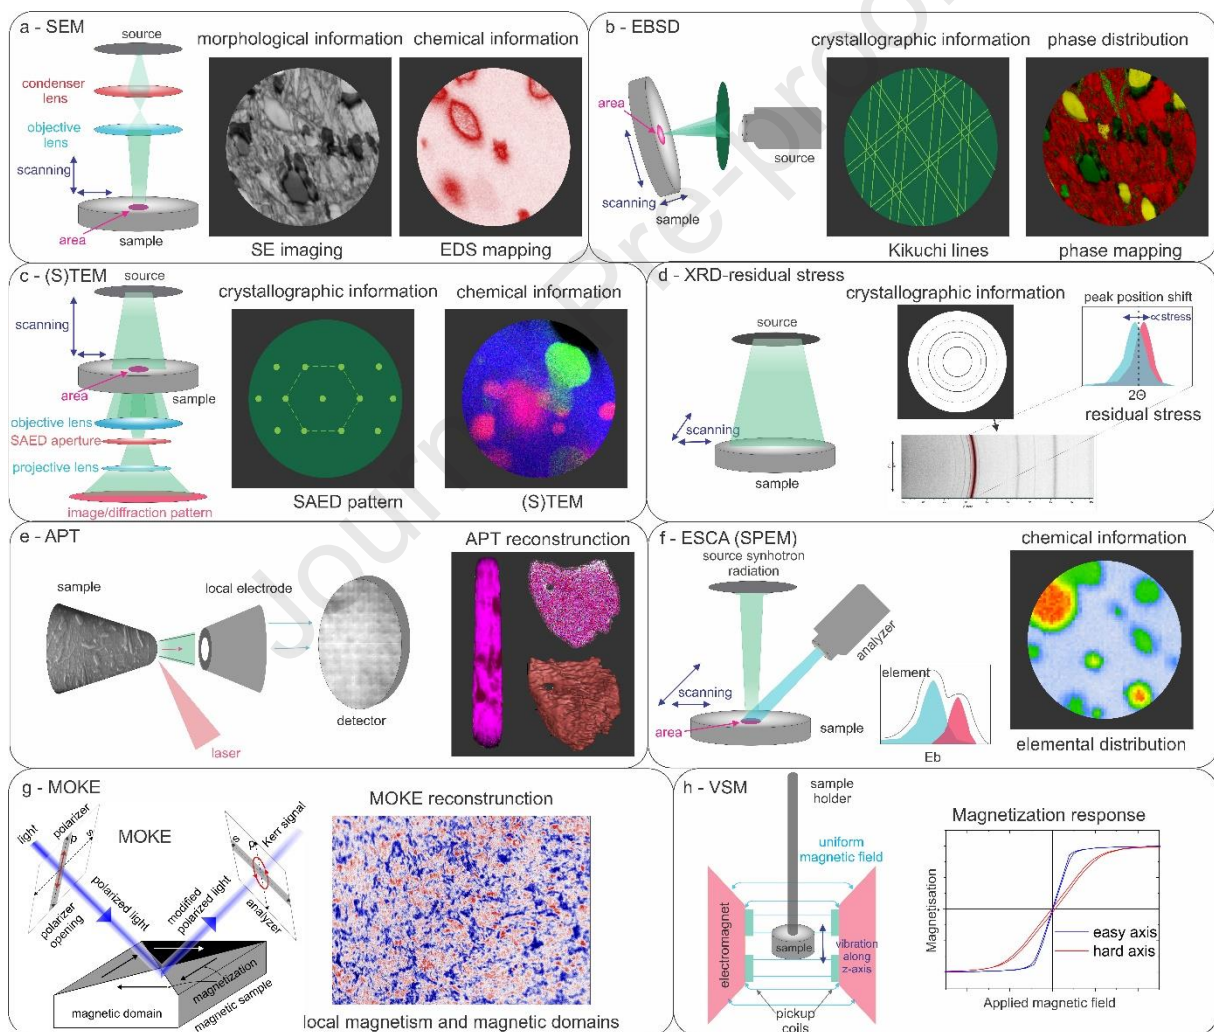 a - SEM
source
condenser
lens
objective
lens
scanning
area
sample
morphological information
SE imaging
chemical information
EDS mapping
b - EBSD
area
scanning
sample
source
crystallographic information
Kikuchi lines
phase distribution
phase mapping
c - (S)TEM
source
scanning
area
sample
objective lens
SAED aperture
projective lens
image/diffraction pattern
crystallographic information
SAED pattern
chemical information
(S)TEM
d - XRD-residual stress
source
scanning
sample
crystallographic information
peak position shift
∝stress
2Θ
residual stress
e - APT
sample
local electrode
laser
detector
APT reconstrunction
f - ESCA (SPEM)
source synhotron
radiation
analyzer
scanning
area
sample
element
Eb
chemical information
elemental distribution
g - MOKE
light
polarizer
s
p
MOKE
polarizer
opening
polarized light
modified
polarized light
s
p
Kerr signal
analyzer
magnetization
magnetic sample
magnetic domain
MOKE reconstrunction
local magnetism and magnetic domains
h - VSM
sample
holder
uniform
magnetic field
electromagnet
sample
vibration
along
z-axis
electromagnet
pickup
coils
Magnetization response
Magnetisation
easy axis
hard axis
Applied magnetic field
Journal Pre-proof